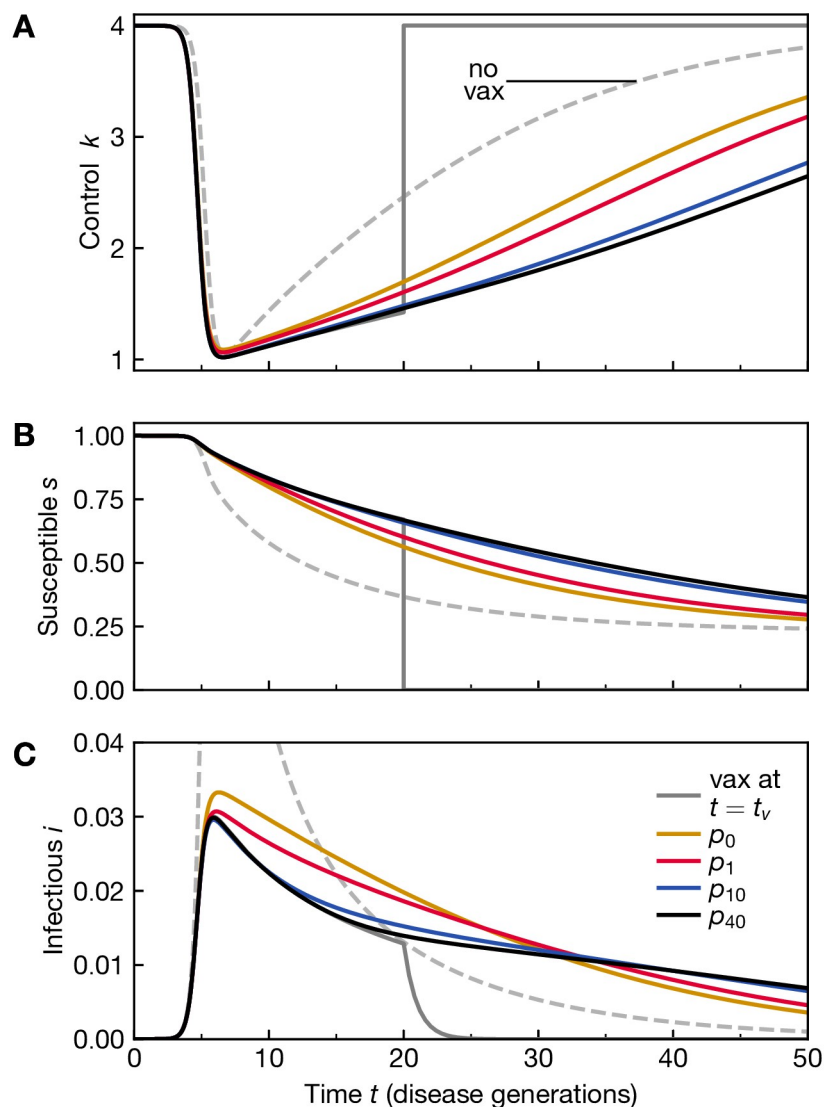 A
Control k
4
3
2
1
no
vax
B
Susceptible s
1.00
0.75
0.50
0.25
0.00
C
Infectious i
0.04
0.03
0.02
0.01
0.00
vax at
t = tᵥ
p₀
p₁
p₁₀
p₄₀
0 10 20 30 40 50
Time t (disease generations)